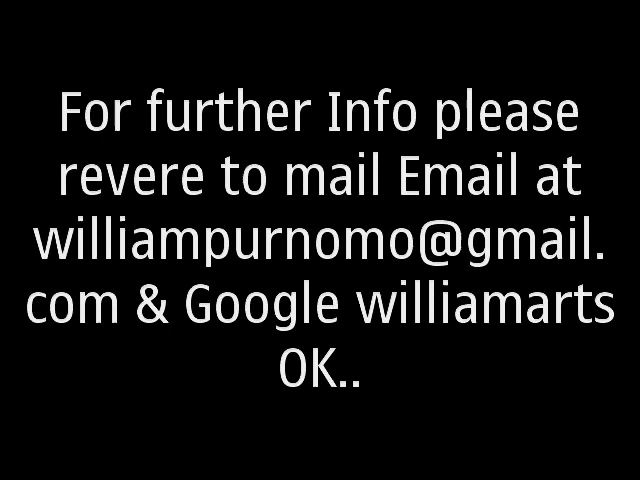 For further Info please
revere to mail Email at
williampurnomo@gmail.
com & Google williamarts
OK..